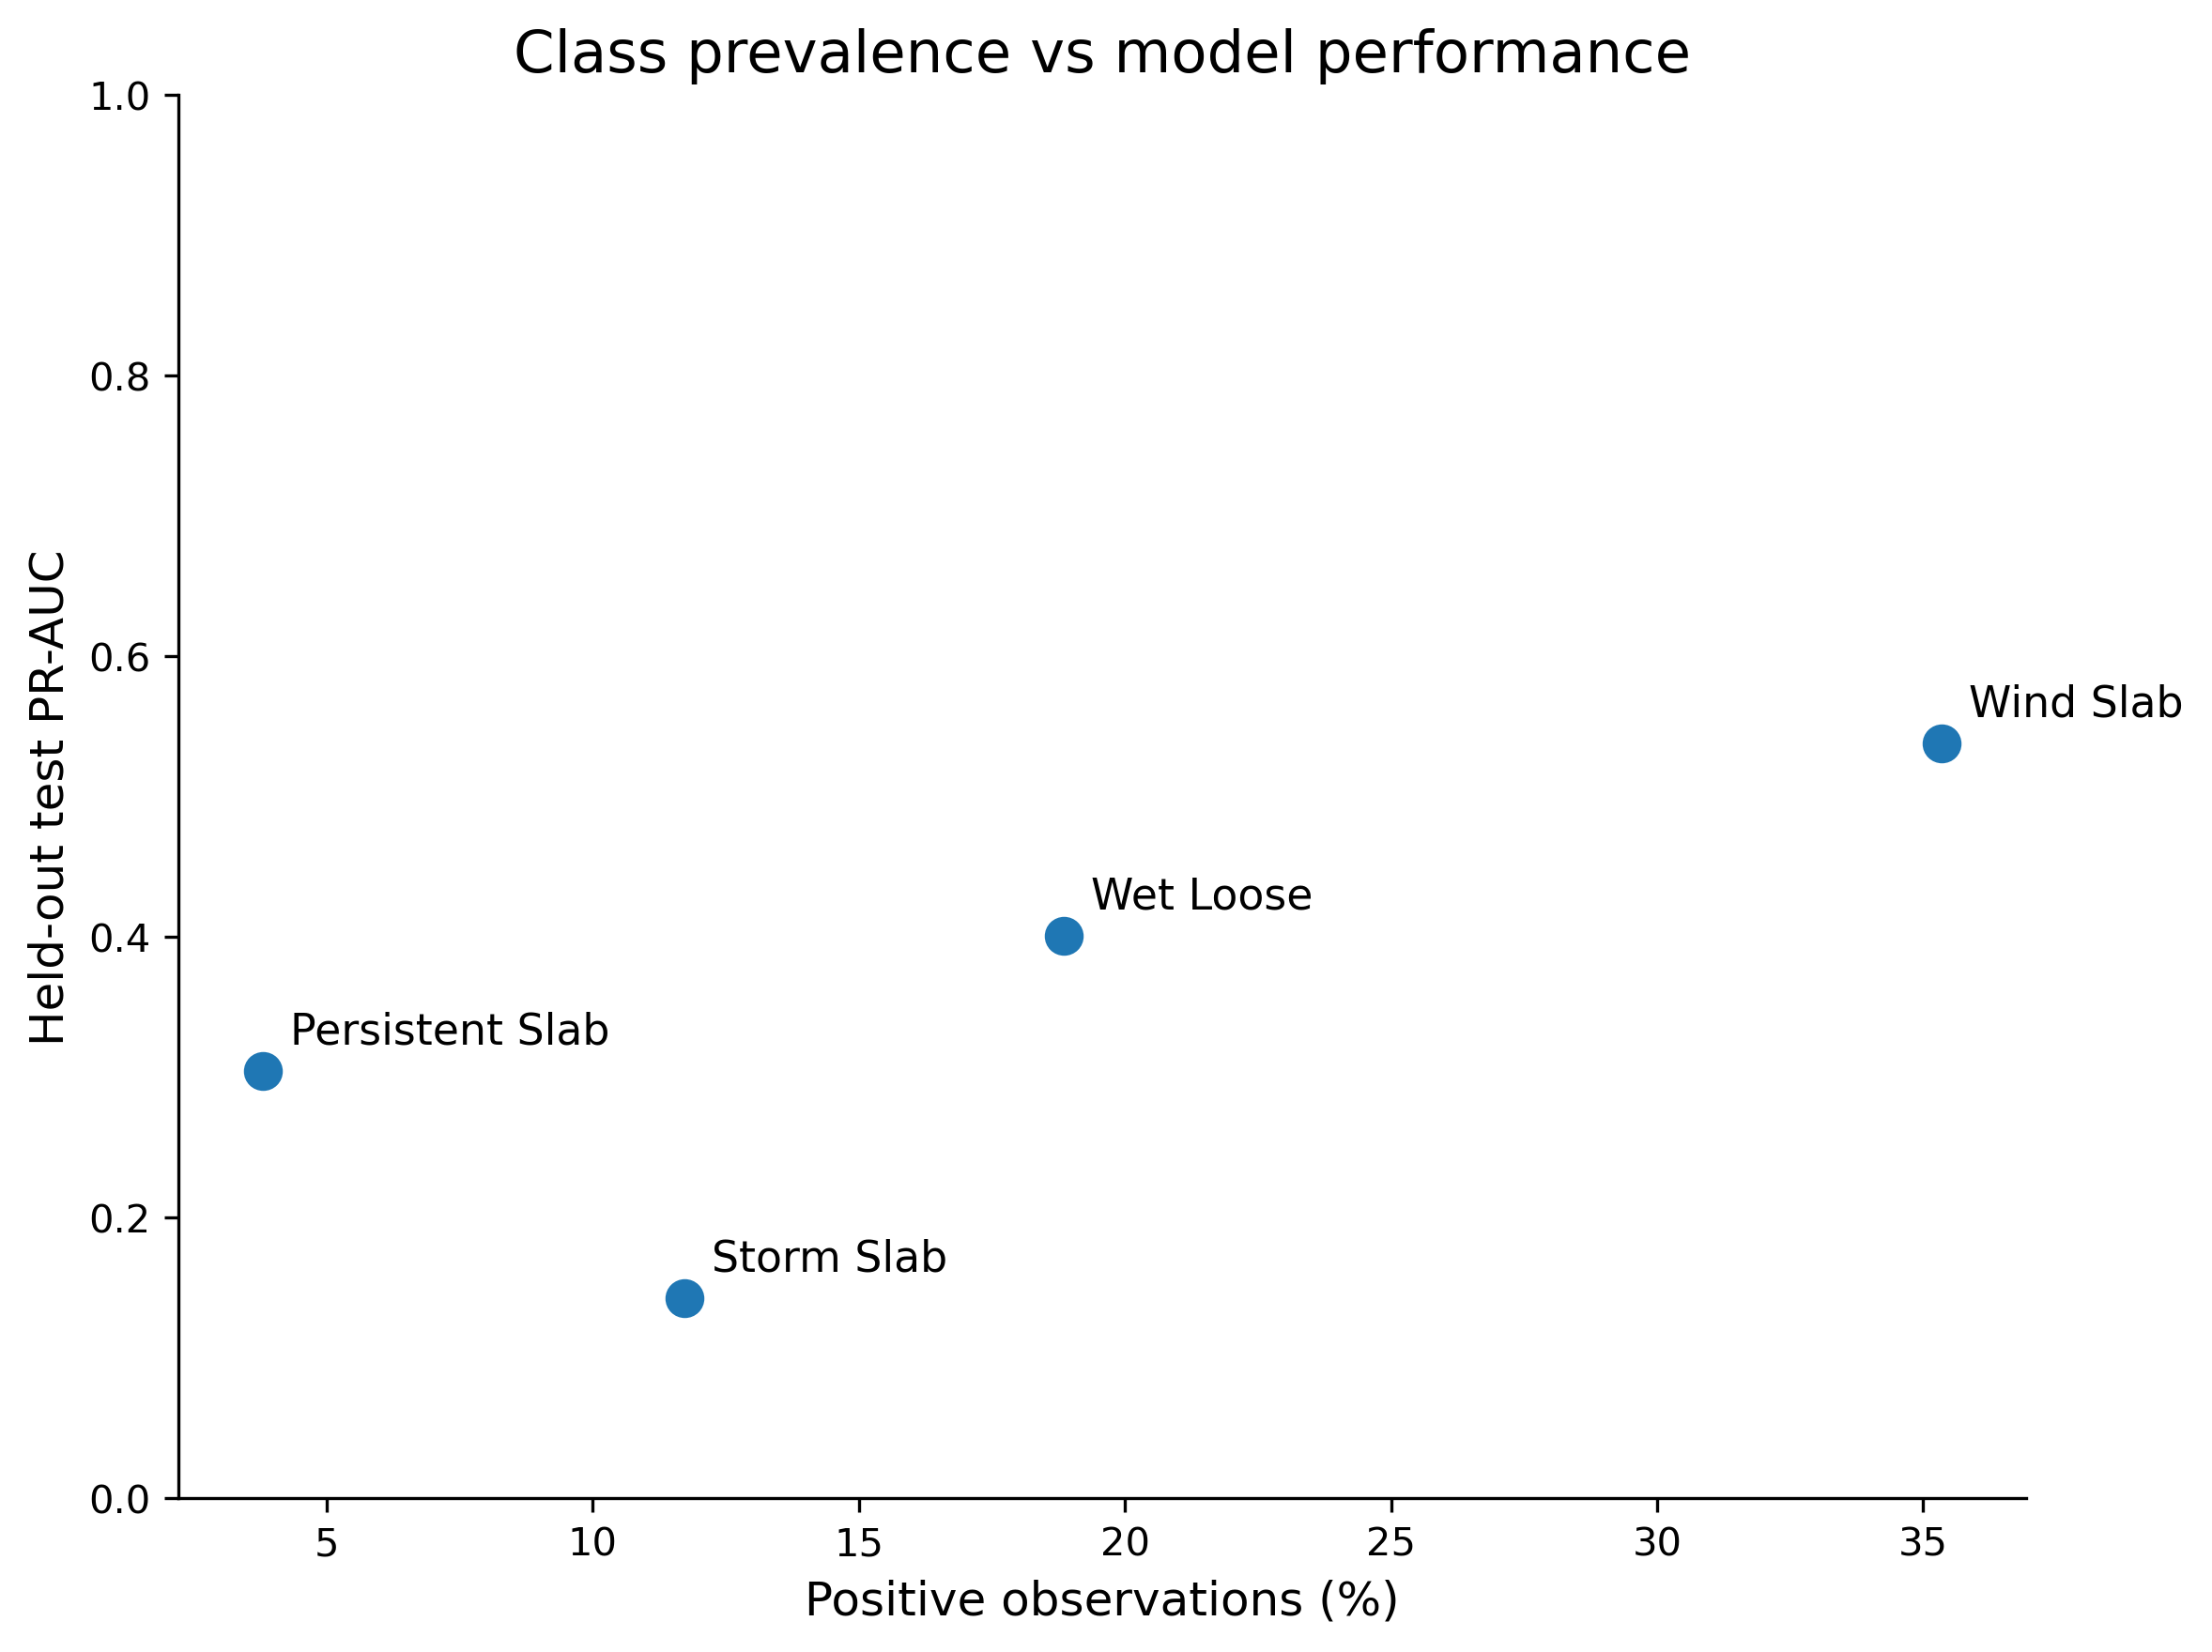 Class prevalence vs model performance
1.0
0.8
0.6
0.4
0.2
0.0
Held-out test PR-AUC
Wind Slab
Wet Loose
Persistent Slab
Storm Slab
5 10 15 20 25 30 35
Positive observations (%)